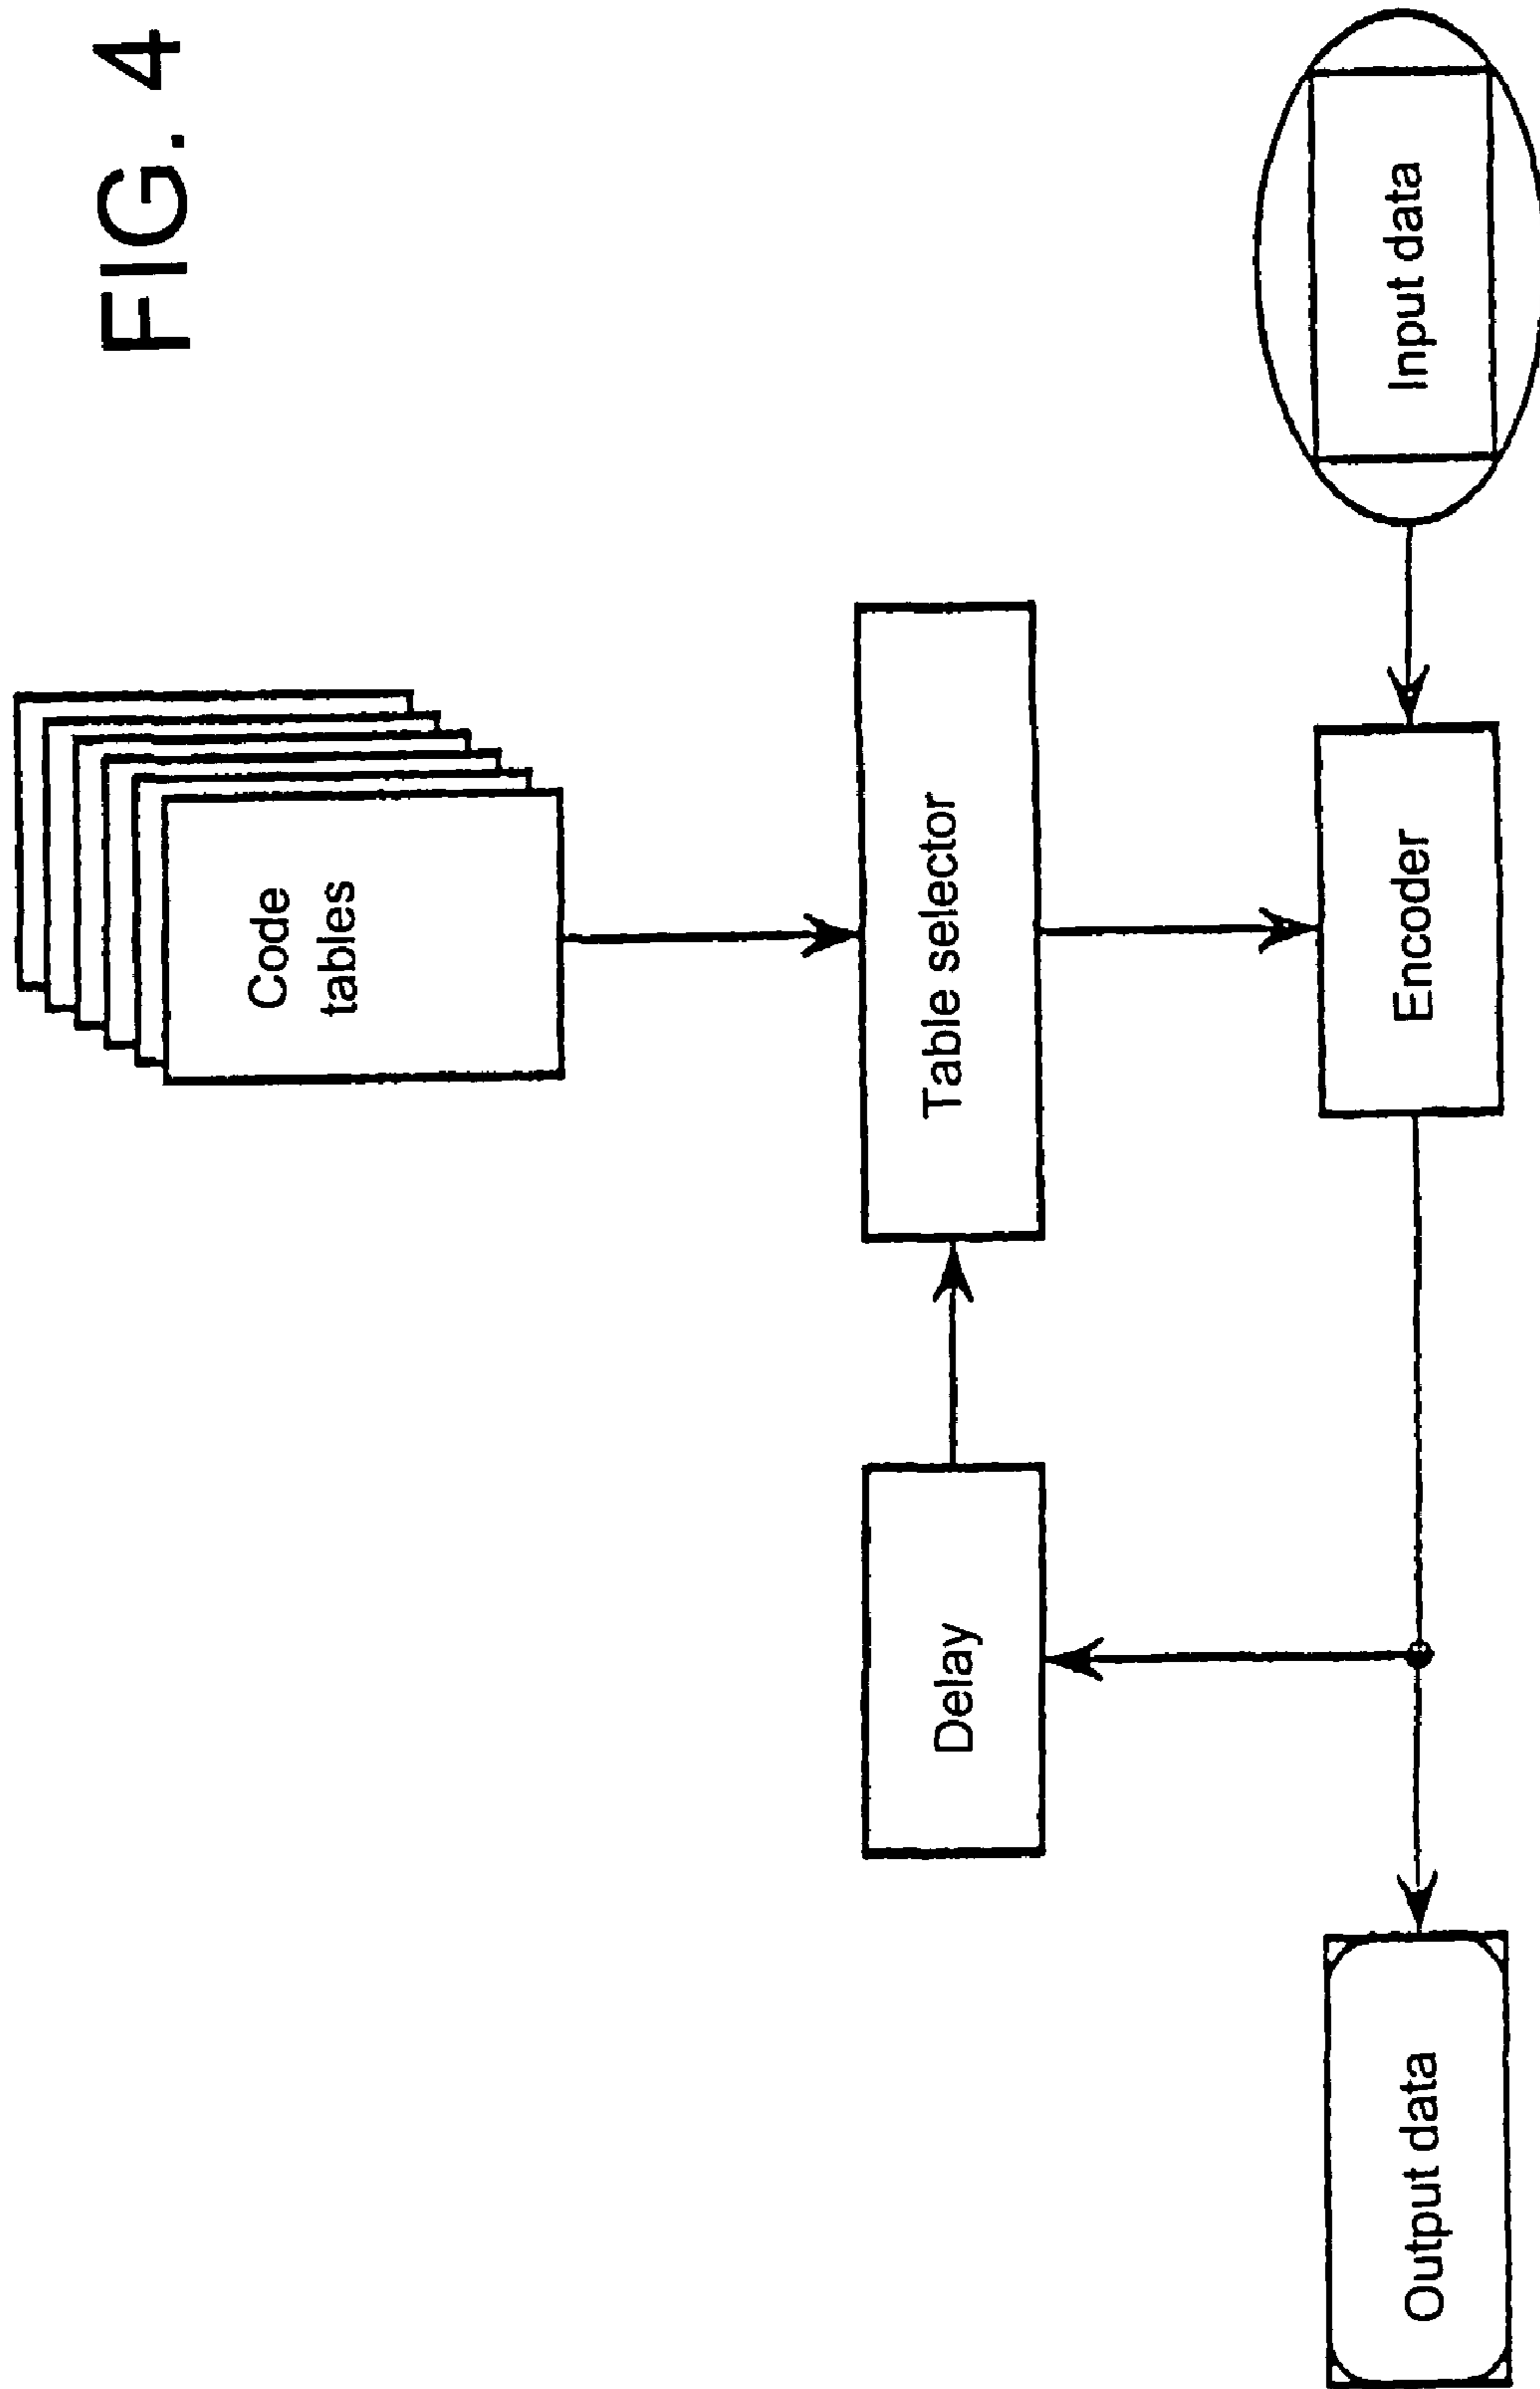 FIG. 4
Code
tables
Delay
Table selector
Output data
Encoder
Input data